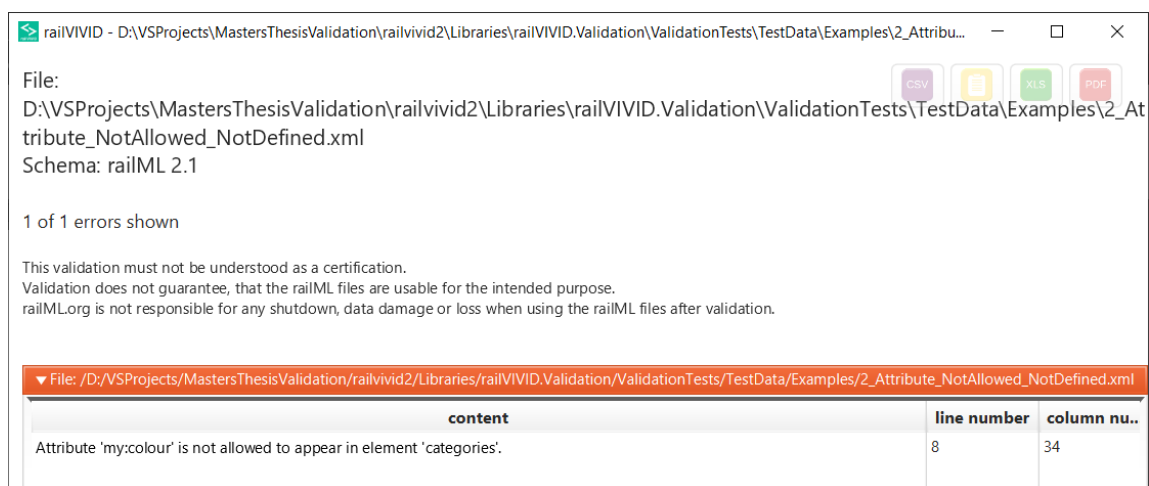 railVIVID - D:\VSProjects\MastersThesisValidation\railvivid2\Libraries\railVIVID.Validation\ValidationTests\TestData\Examples\2_Attribu...
CSV XLS PDF
File:
D:\VSProjects\MastersThesisValidation\railvivid2\Libraries\railVIVID.Validation\ValidationTests\TestData\Examples\2_At
tribute_NotAllowed_NotDefined.xml
Schema: railML 2.1
1 of 1 errors shown
This validation must not be understood as a certification.
Validation does not guarantee, that the railML files are usable for the intended purpose.
railML.org is not responsible for any shutdown, data damage or loss when using the railML files after validation.
▼ File: /D:/VSProjects/MastersThesisValidation/railvivid2/Libraries/railVIVID.Validation/ValidationTests/TestData/Examples/2_Attribute_NotAllowed_NotDefined.xml
content line number column nu..
Attribute 'my:colour' is not allowed to appear in element 'categories'. 8 34